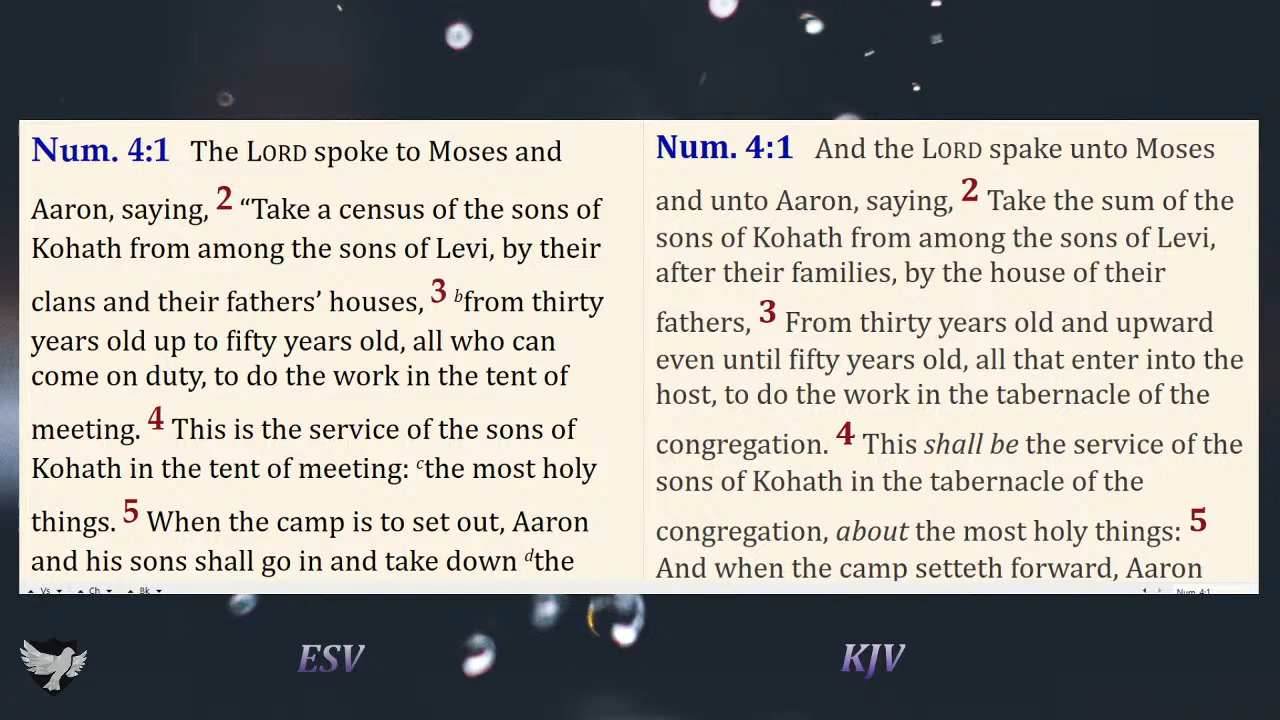 Num. 4:1 The LORD spoke to Moses and
Aaron, saying, 2 “Take a census of the sons of
Kohath from among the sons of Levi, by their
clans and their fathers’ houses, 3 bfrom thirty
years old up to fifty years old, all who can
come on duty, to do the work in the tent of
meeting. 4 This is the service of the sons of
Kohath in the tent of meeting: cthe most holy
things. 5 When the camp is to set out, Aaron
and his sons shall go in and take down dthe
Vs Ch Bk
Num. 4:1 And the LORD spake unto Moses
and unto Aaron, saying, 2 Take the sum of the
sons of Kohath from among the sons of Levi,
after their families, by the house of their
fathers, 3 From thirty years old and upward
even until fifty years old, all that enter into the
host, to do the work in the tabernacle of the
congregation. 4 This shall be the service of the
sons of Kohath in the tabernacle of the
congregation, about the most holy things: 5
And when the camp setteth forward, Aaron
Num. 4:1
ESV
KJV